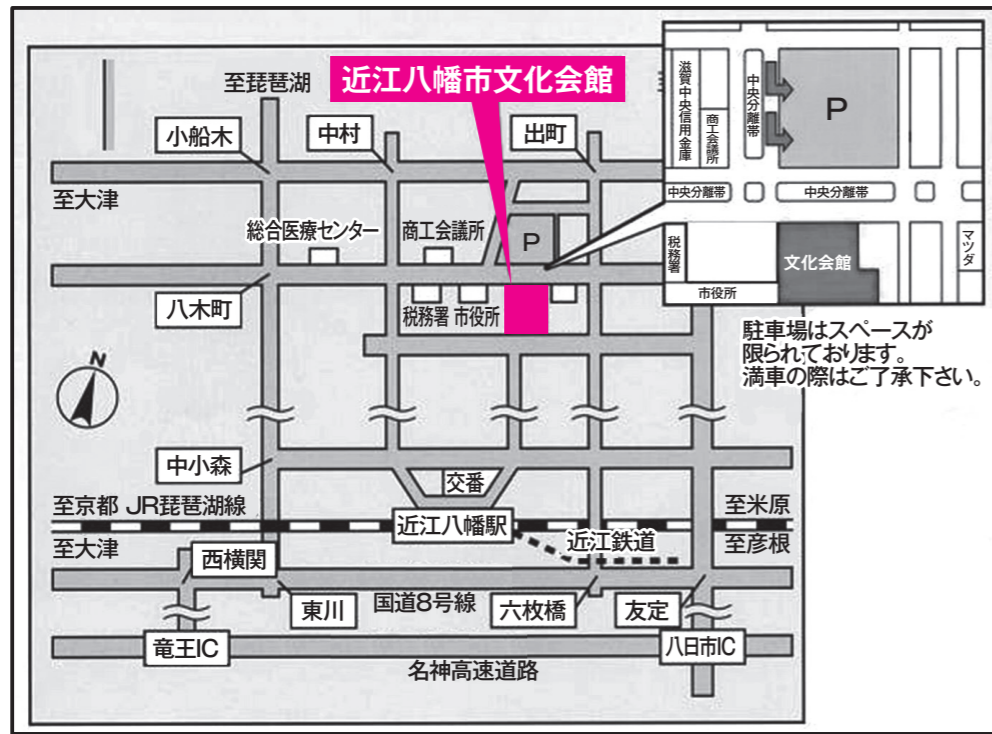 近江八幡市文化会館
至琵琶湖
小船木
中村
出町
至大津
総合医療センター
商工会議所
P
八木町
税務署
市役所
N
中小森
交番
至京都
JR琵琶湖線
近江八幡駅
至米原
至大津
近江鉄道
至彦根
西横関
東川
国道8号線
六枚橋
友定
竜王IC
八日市IC
名神高速道路
滋賀中央信用金庫
商工会議所
中央分離帯
P
中央分離帯
中央分離帯
税務署
文化会館
マツダ
市役所
駐車場はスペースが
限られております。
満車の際はご了承下さい。